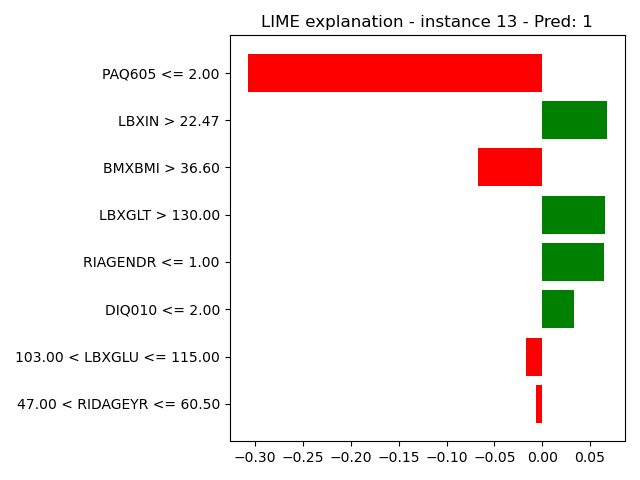 LIME explanation - instance 13 - Pred: 1
PAQ605 <= 2.00
LBXIN > 22.47
BMXBMI > 36.60
LBXGLT > 130.00
RIAGENDR <= 1.00
DIQ010 <= 2.00
103.00 < LBXGLU <= 115.00
47.00 < RIDAGEYR <= 60.50
−0.30 −0.25 −0.20 −0.15 −0.10 −0.05 0.00 0.05